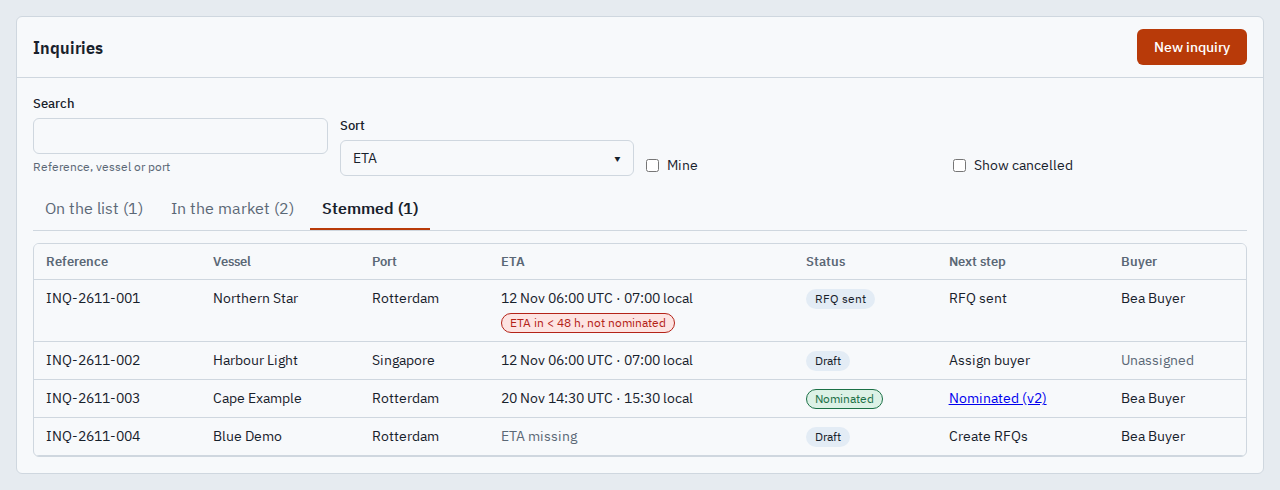 Inquiries
New inquiry
Search
Reference, vessel or port
Sort
ETA
Mine
Show cancelled
On the list (1) In the market (2) Stemmed (1)
Reference Vessel Port ETA Status Next step Buyer
INQ-2611-001 Northern Star Rotterdam 12 Nov 06:00 UTC · 07:00 local RFQ sent RFQ sent Bea Buyer
ETA in < 48 h, not nominated
INQ-2611-002 Harbour Light Singapore 12 Nov 06:00 UTC · 07:00 local Draft Assign buyer Unassigned
INQ-2611-003 Cape Example Rotterdam 20 Nov 14:30 UTC · 15:30 local Nominated Nominated (v2) Bea Buyer
INQ-2611-004 Blue Demo Rotterdam ETA missing Draft Create RFQs Bea Buyer